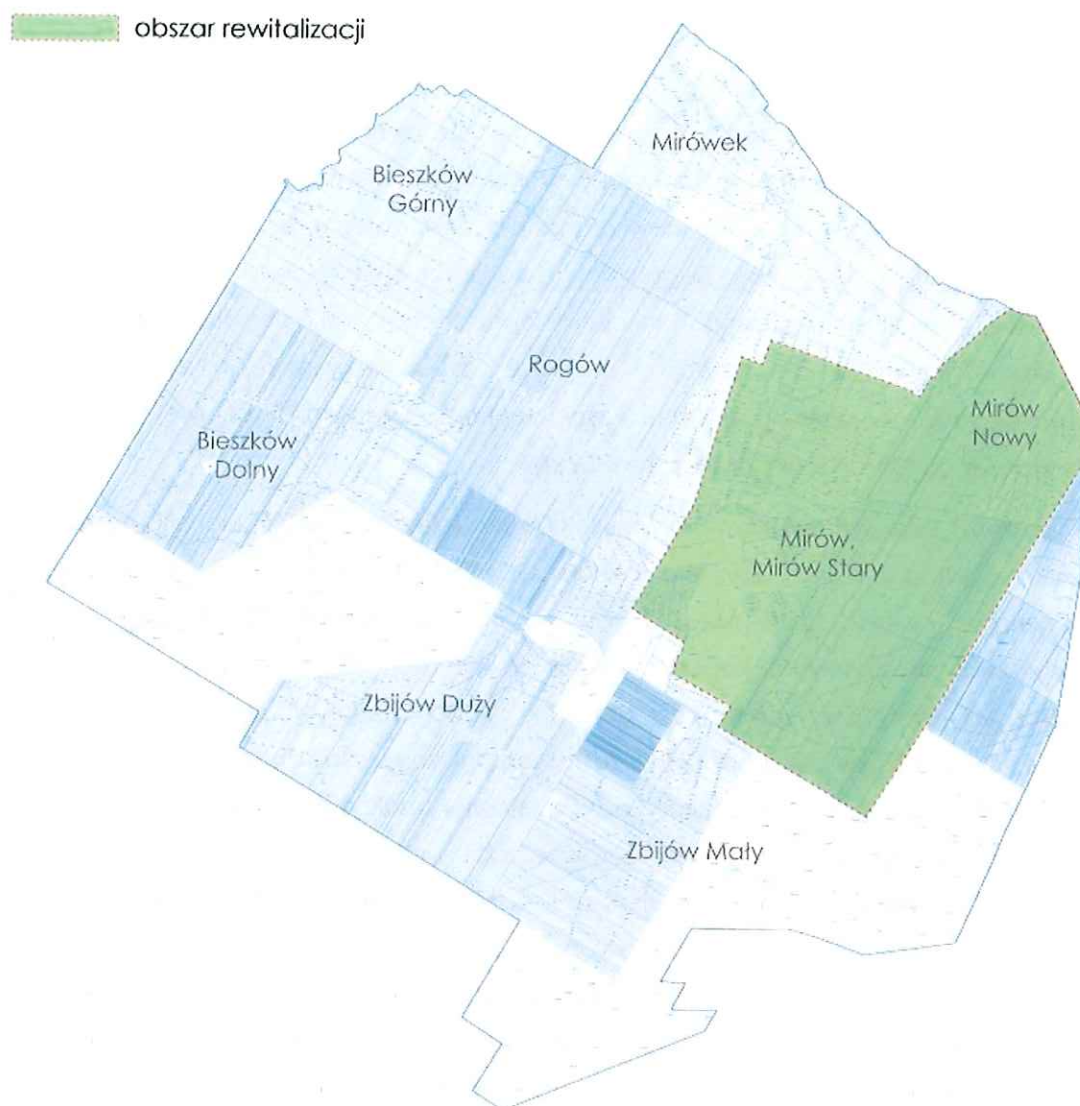 obszar rewitalizacji
Mirówek
Bieszków
Górny
Rogów
Mirów
Nowy
Bieszków
Dolny
Mirów,
Mirów Stary
Zbijów Duży
Zbijów Mały